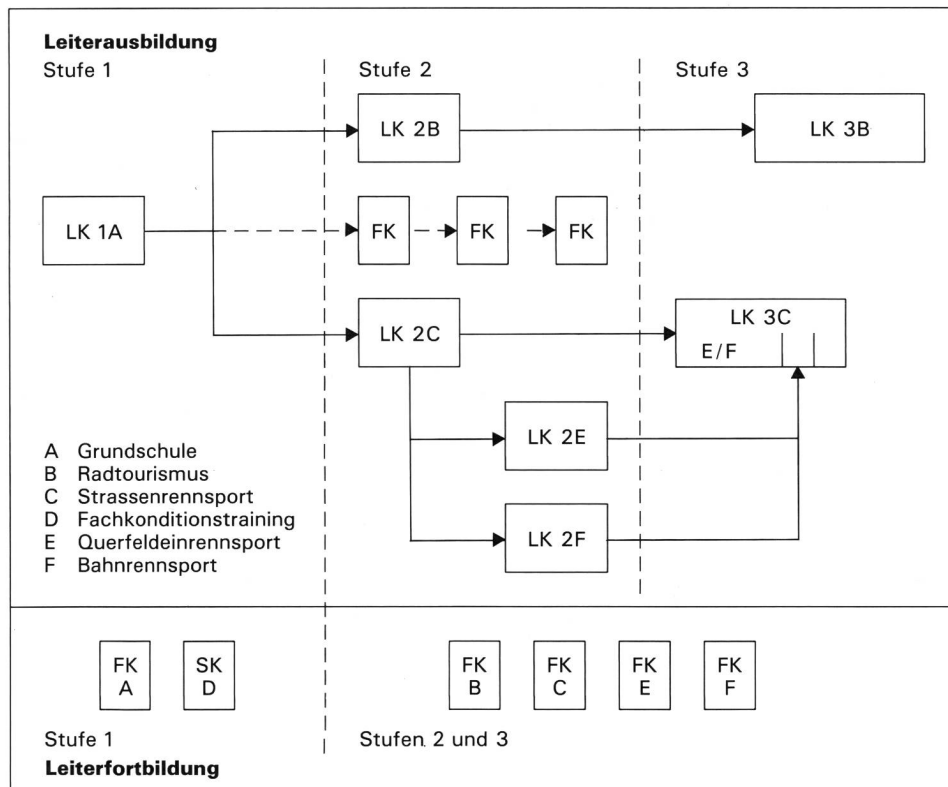 Leiterausbildung
Stufe 1
Stufe 2
Stufe 3
LK 2B
LK 3B
LK 1A
FK
FK
FK
LK 2C
LK 3C
E/F
LK 2E
LK 2F
A Grundschule
B Radtourismus
C Strassenrennsport
D Fachkonditionstraining
E Querfeldeinrennsport
F Bahnrennsport
FK
A
SK
D
FK
B
FK
C
FK
E
FK
F
Stufe 1
Stufen 2 und 3
Leiterfortbildung